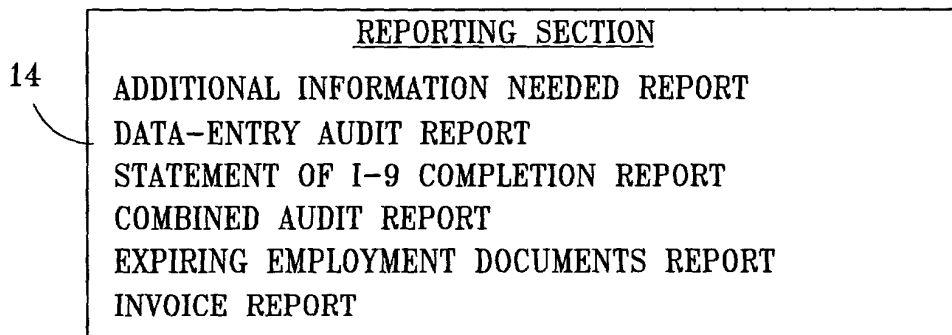 REPORTING SECTION
14
ADDITIONAL INFORMATION NEEDED REPORT
DATA-ENTRY AUDIT REPORT
STATEMENT OF I-9 COMPLETION REPORT
COMBINED AUDIT REPORT
EXPIRING EMPLOYMENT DOCUMENTS REPORT
INVOICE REPORT